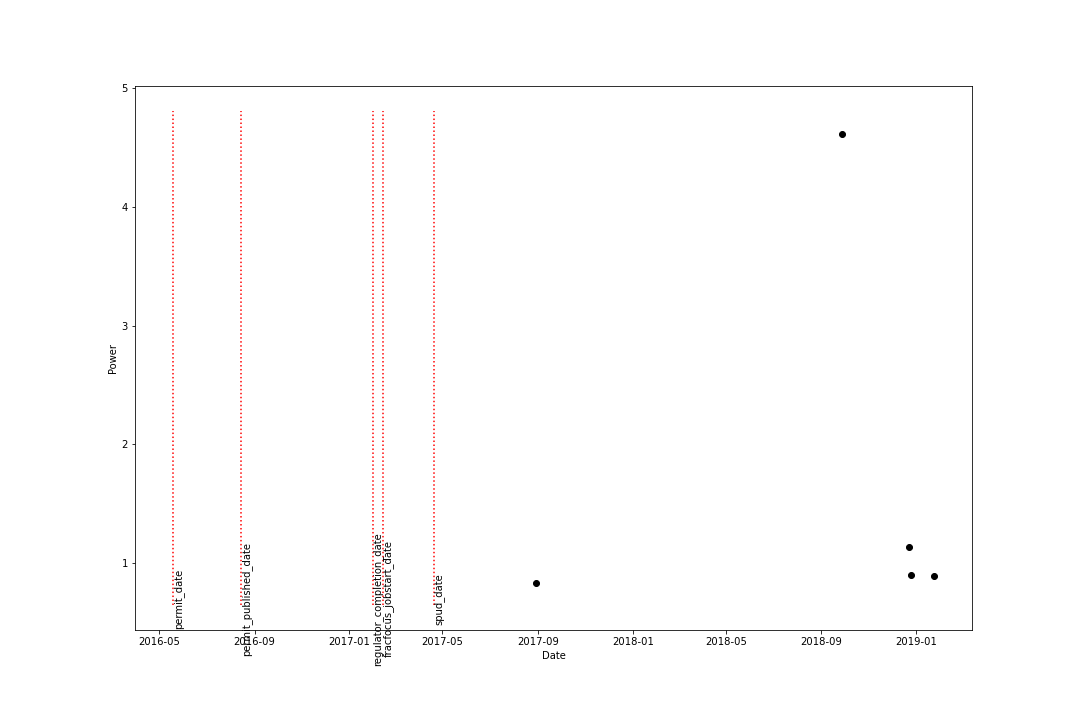 5
4
3
2
1
Power
permit_date
permit_published_date
regulator_completion_date
fracfocus_jobstart_date
spud_date
2016-05 2016-09 2017-01 2017-05 2017-09 2018-01 2018-05 2018-09 2019-01
Date